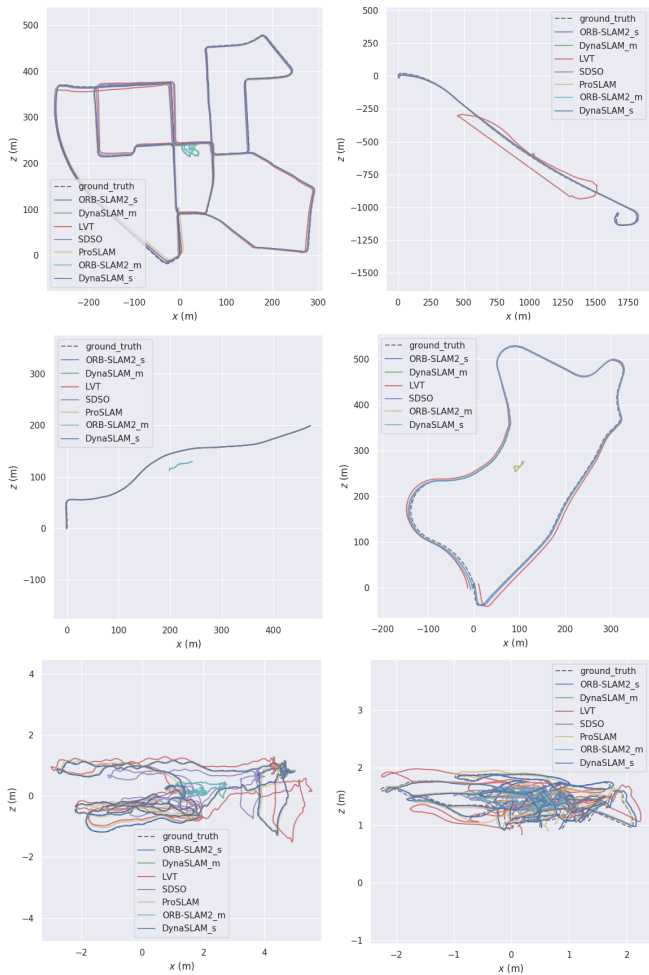 500
400
300
200
100
0
z (m)
−200
−100
0
100
200
300
x (m)
ground_truth
ORB-SLAM2_s
DynaSLAM_m
LVT
SDSO
ProSLAM
ORB-SLAM2_m
DynaSLAM_s
500
250
0
−250
−500
−750
−1000
−1250
−1500
z (m)
0
250
500
750
1000
1250
1500
1750
x (m)
ground_truth
ORB-SLAM2_s
DynaSLAM_m
LVT
SDSO
ProSLAM
ORB-SLAM2_m
DynaSLAM_s
300
200
100
0
−100
z (m)
0
100
200
300
400
x (m)
ground_truth
ORB-SLAM2_s
DynaSLAM_m
LVT
SDSO
ProSLAM
ORB-SLAM2_m
DynaSLAM_s
500
400
300
200
100
0
z (m)
−200
−100
0
100
200
300
x (m)
ground_truth
ORB-SLAM2_s
DynaSLAM_m
LVT
SDSO
ORB-SLAM2_m
DynaSLAM_s
4
2
0
−2
−4
z (m)
−2
0
2
4
x (m)
ground_truth
ORB-SLAM2_s
DynaSLAM_m
LVT
SDSO
ProSLAM
ORB-SLAM2_m
DynaSLAM_s
3
2
1
0
−1
z (m)
−2
−1
0
1
2
x (m)
ground_truth
ORB-SLAM2_s
DynaSLAM_m
LVT
SDSO
ProSLAM
ORB-SLAM2_m
DynaSLAM_s